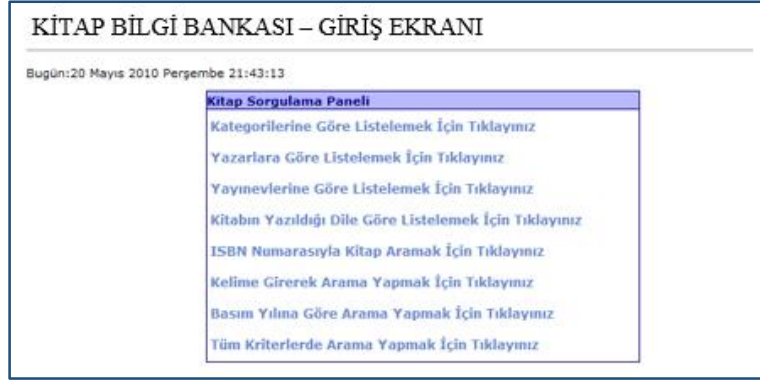 KİTAP BİLGİ BANKASI – GİRİŞ EKRANI
Bugün:20 Mayıs 2010 Perşembe 21:43:13
Kitap Sorgulama Paneli
Kategorilerine Göre Listelemek İçin Tıklayınız
Yazarlara Göre Listelemek İçin Tıklayınız
Yayınevlerine Göre Listelemek İçin Tıklayınız
Kitabın Yazıldığı Dile Göre Listelemek İçin Tıklayınız
ISBN Numarasıyla Kitap Aramak İçin Tıklayınız
Kelime Girerek Arama Yapmak İçin Tıklayınız
Basım Yılına Göre Arama Yapmak İçin Tıklayınız
Tüm Kriterlerde Arama Yapmak İçin Tıklayınız